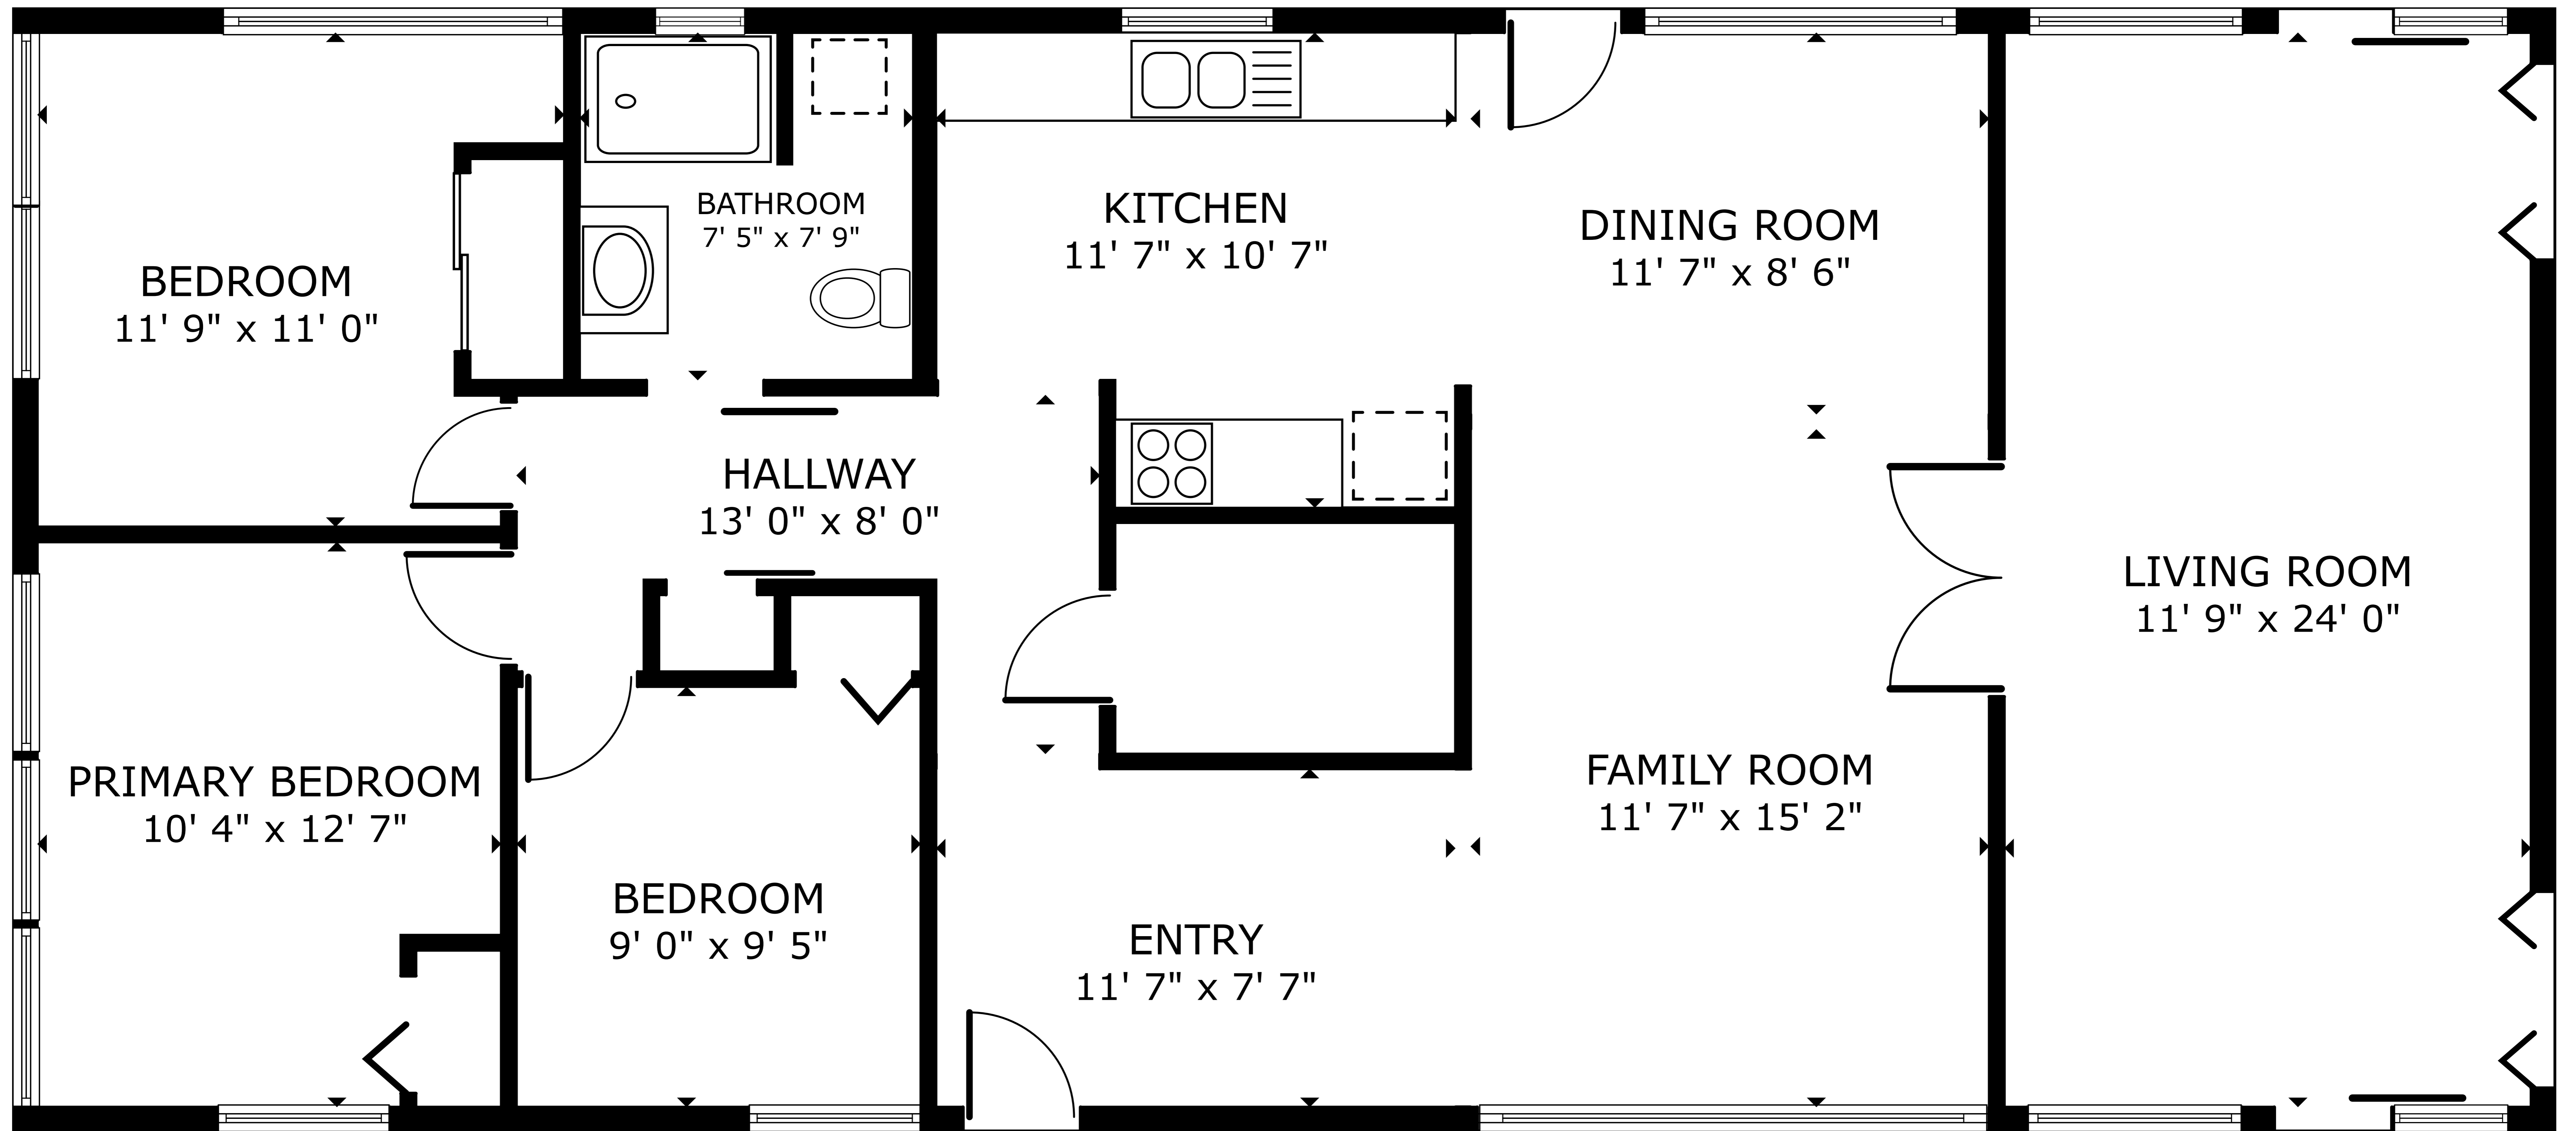 BATHROOM
7' 5" x 7' 9"
KITCHEN
11' 7" x 10' 7"
DINING ROOM
11' 7" x 8' 6"
BEDROOM
11' 9" x 11' 0"
HALLWAY
13' 0" x 8' 0"
LIVING ROOM
11' 9" x 24' 0"
PRIMARY BEDROOM
10' 4" x 12' 7"
FAMILY ROOM
11' 7" x 15' 2"
BEDROOM
9' 0" x 9' 5"
ENTRY
11' 7" x 7' 7"